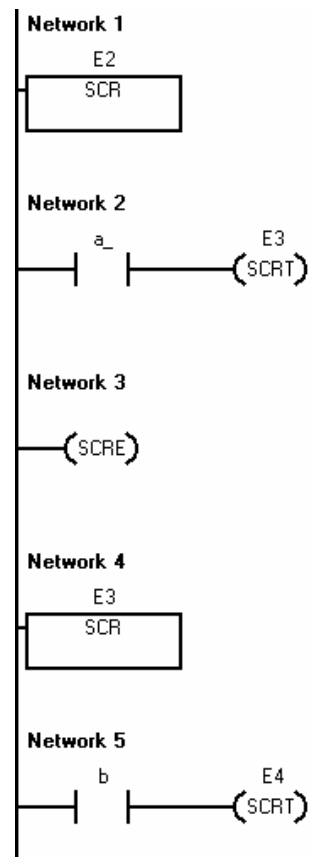 Network 1
E2
SCR
Network 2
a_ E3
SCRT
Network 3
SCRE
Network 4
E3
SCR
Network 5
b E4
SCRT